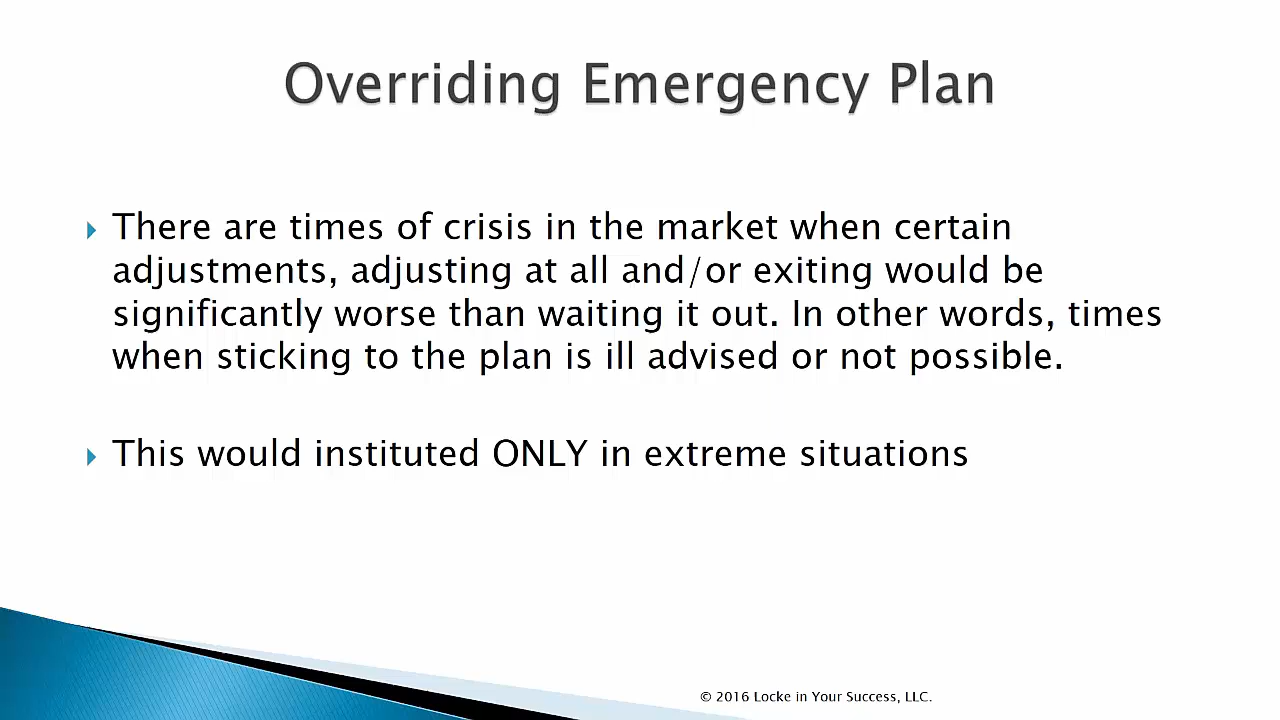 Overriding Emergency Plan
There are times of crisis in the market when certain
adjustments, adjusting at all and/or exiting would be
significantly worse than waiting it out. In other words, times
when sticking to the plan is ill advised or not possible.
This would instituted ONLY in extreme situations
© 2016 Locke in Your Success, LLC.